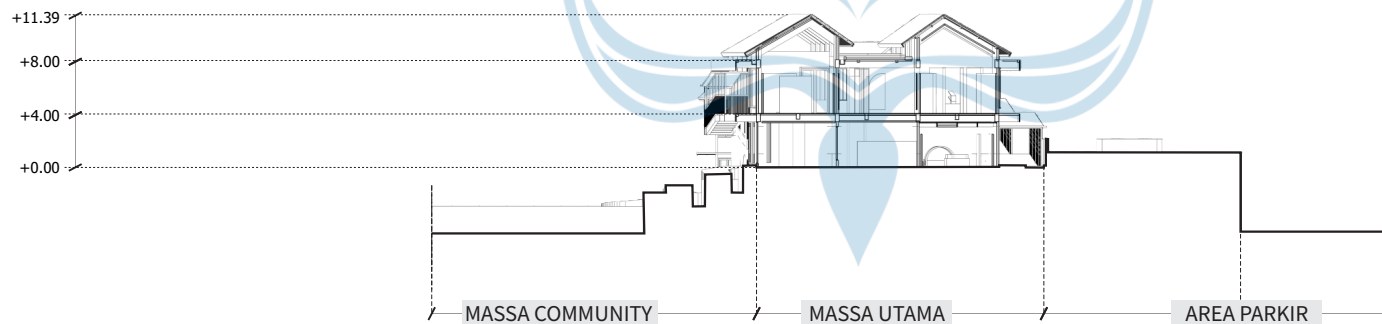 +11.39
+8.00
+4.00
+0.00
MASSA COMMUNITY
MASSA UTAMA
AREA PARKIR